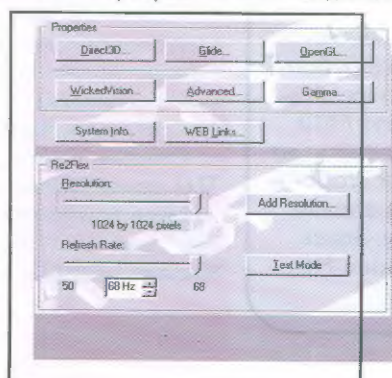 Properties
Direct3D... Glide... OpenGL...
WickedVision... Advanced... Gamma...
System Info... WEB Links...
Re2Flex
Resolution:
Add Resolution...
1024 by 1024 pixels
Refresh Rate:
Test Mode
50 68 Hz 68